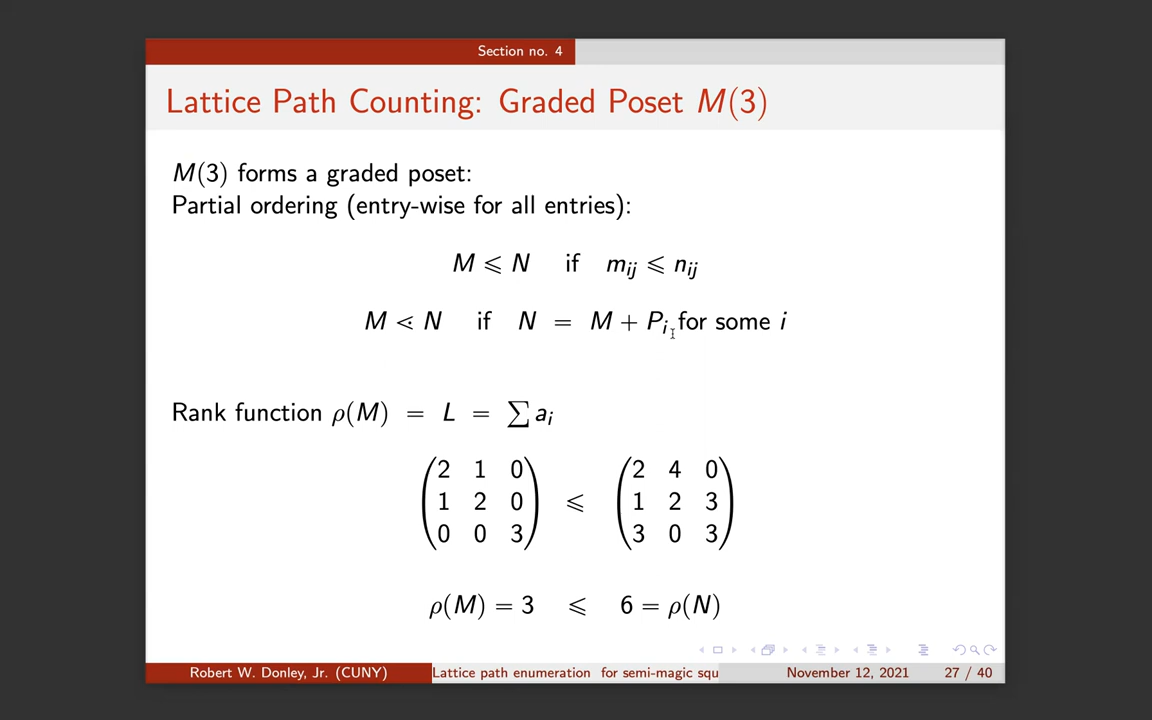 Section no. 4
Lattice Path Counting: Graded Poset M(3)
M(3) forms a graded poset:
Partial ordering (entry-wise for all entries):
M ⩽ N if m_ij ⩽ n_ij
M ⋖ N if N = M + P_i for some i
Rank function ρ(M) = L = ∑ a_i
(2 1 0) (2 4 0)
(1 2 0) ⩽ (1 2 3)
(0 0 3) (3 0 3)
ρ(M) = 3 ⩽ 6 = ρ(N)
Robert W. Donley, Jr. (CUNY) Lattice path enumeration for semi-magic squ November 12, 2021 27 / 40